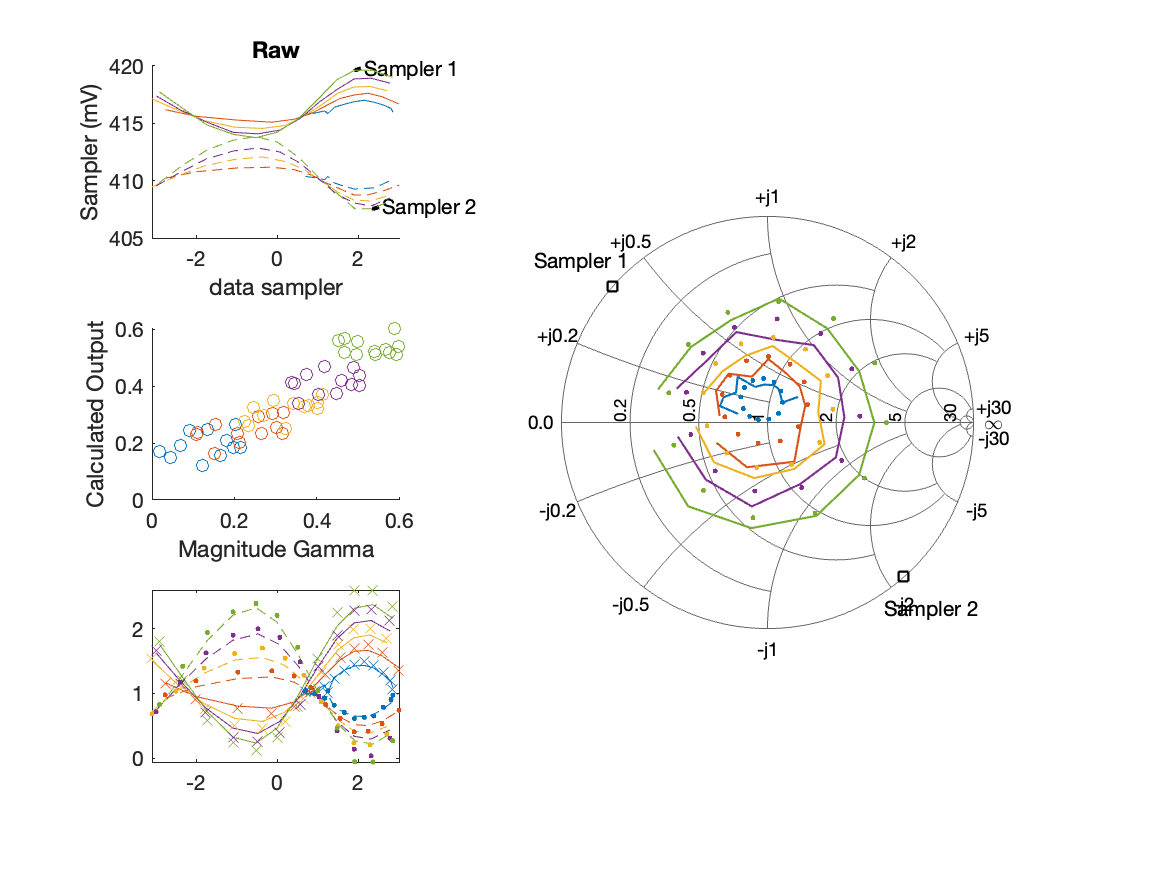 Raw
420
415
410
405
Sampler (mV)
Sampler 1
Sampler 2
-2
0
2
data sampler
0.6
0.4
0.2
0
Calculated Output
0
0.2
0.4
0.6
Magnitude Gamma
2
1
0
-2
0
2
+j1
+j0.5
+j2
Sampler 1
+j0.2
+j5
0.0
0.2
0.5
1
2
5
30
+j30
∞
-j30
-j0.2
-j5
-j0.5
-j2
Sampler 2
-j1